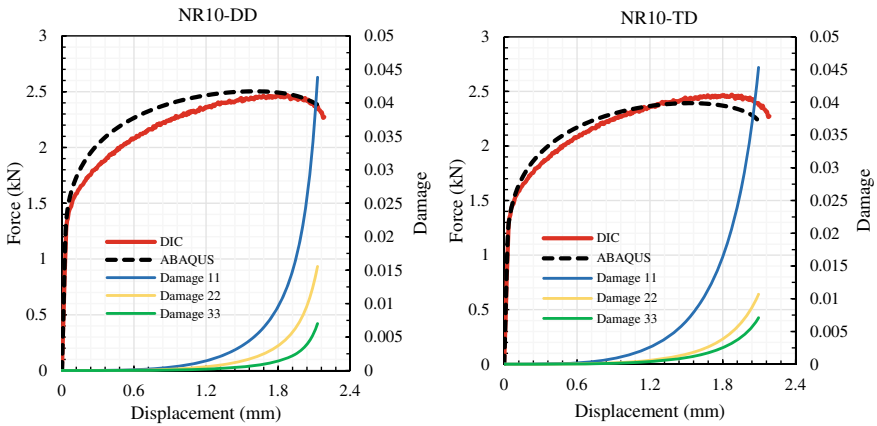 NR10-DD
3
2.5
2
1.5
1
0.5
0
0.05
0.045
0.04
0.035
0.03
0.025
0.02
0.015
0.01
0.005
0
0
0.6
1.2
1.8
2.4
Force (kN)
Damage
Displacement (mm)
DIC
ABAQUS
Damage 11
Damage 22
Damage 33
NR10-TD
3
2.5
2
1.5
1
0.5
0
0.05
0.045
0.04
0.035
0.03
0.025
0.02
0.015
0.01
0.005
0
0
0.6
1.2
1.8
2.4
Force (kN)
Damage
Displacement (mm)
DIC
ABAQUS
Damage 11
Damage 22
Damage 33